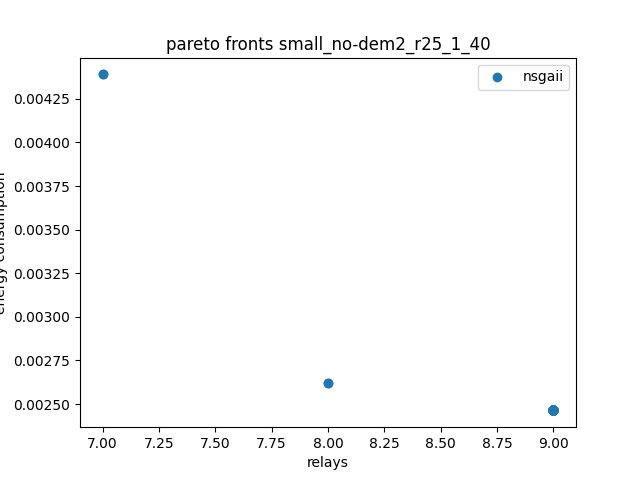 pareto fronts small_no-dem2_r25_1_40
nsgaii
0.00425
0.00400
0.00375
0.00350
0.00325
0.00300
0.00275
0.00250
energy consumption
7.00 7.25 7.50 7.75 8.00 8.25 8.50 8.75 9.00
relays